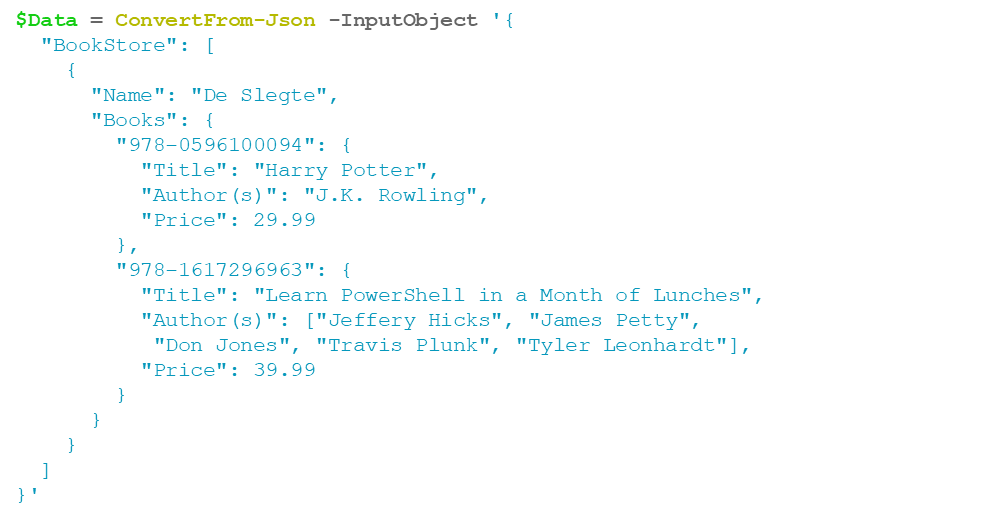 $Data = ConvertFrom-Json -InputObject '{
  "BookStore": [
    {
      "Name": "De Slegte",
      "Books": {
        "978-0596100094": {
          "Title": "Harry Potter",
          "Author(s)": "J.K. Rowling",
          "Price": 29.99
        },
        "978-1617296963": {
          "Title": "Learn PowerShell in a Month of Lunches",
          "Author(s)": ["Jeffery Hicks", "James Petty",
           "Don Jones", "Travis Plunk", "Tyler Leonhardt"],
          "Price": 39.99
        }
      }
    }
  ]
}'